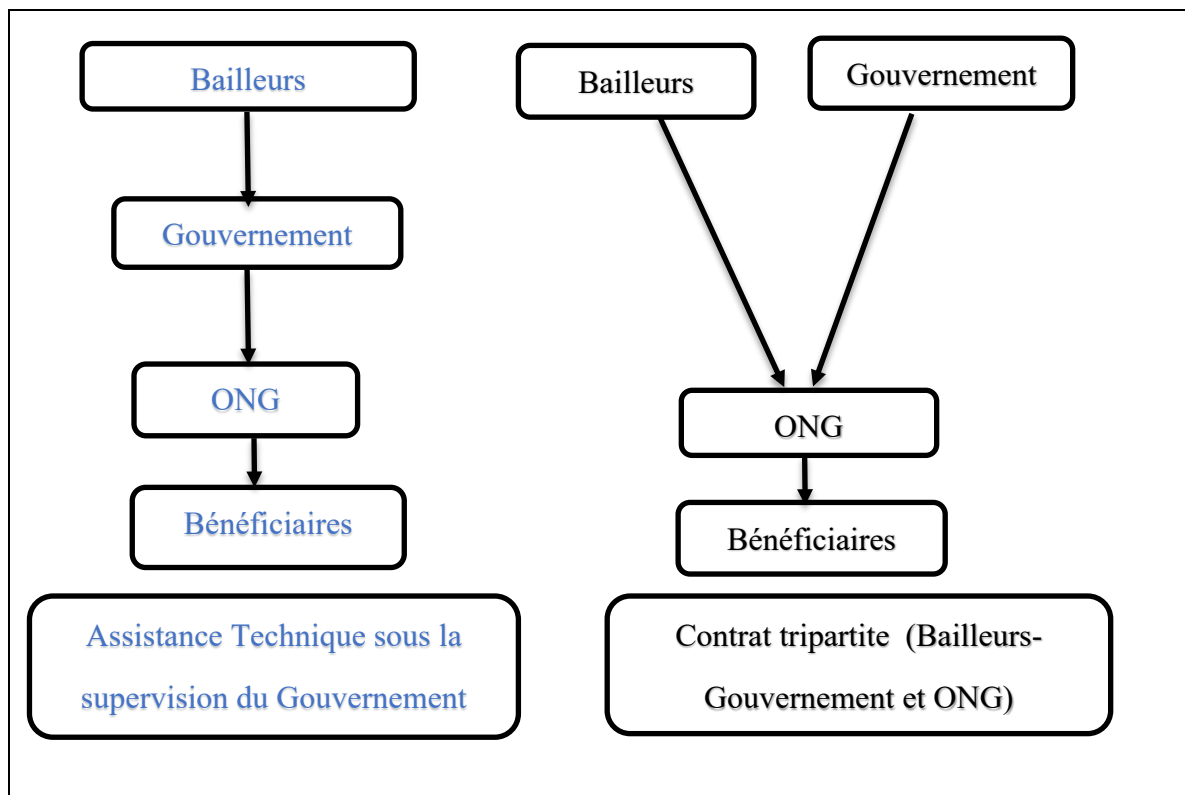 Bailleurs
Gouvernement
ONG
Bénéficiaires
Assistance Technique sous la
supervision du Gouvernement
Bailleurs
Gouvernement
ONG
Bénéficiaires
Contrat tripartite (Bailleurs-
Gouvernement et ONG)